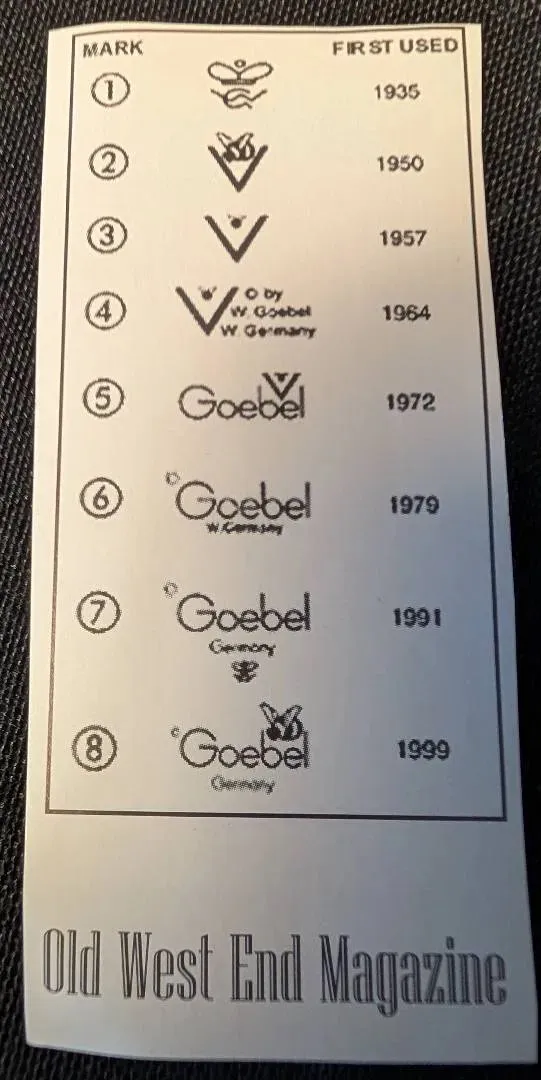 MARK FIRST USED
① 1935
② 1950
③ 1957
④ © by 1964
W. Goebel
W. Germany
⑤ Goebel 1972
⑥ © Goebel 1979
W. Germany
⑦ © Goebel 1991
Germany
⑧ © Goebel 1999
Germany
Old West End Magazine